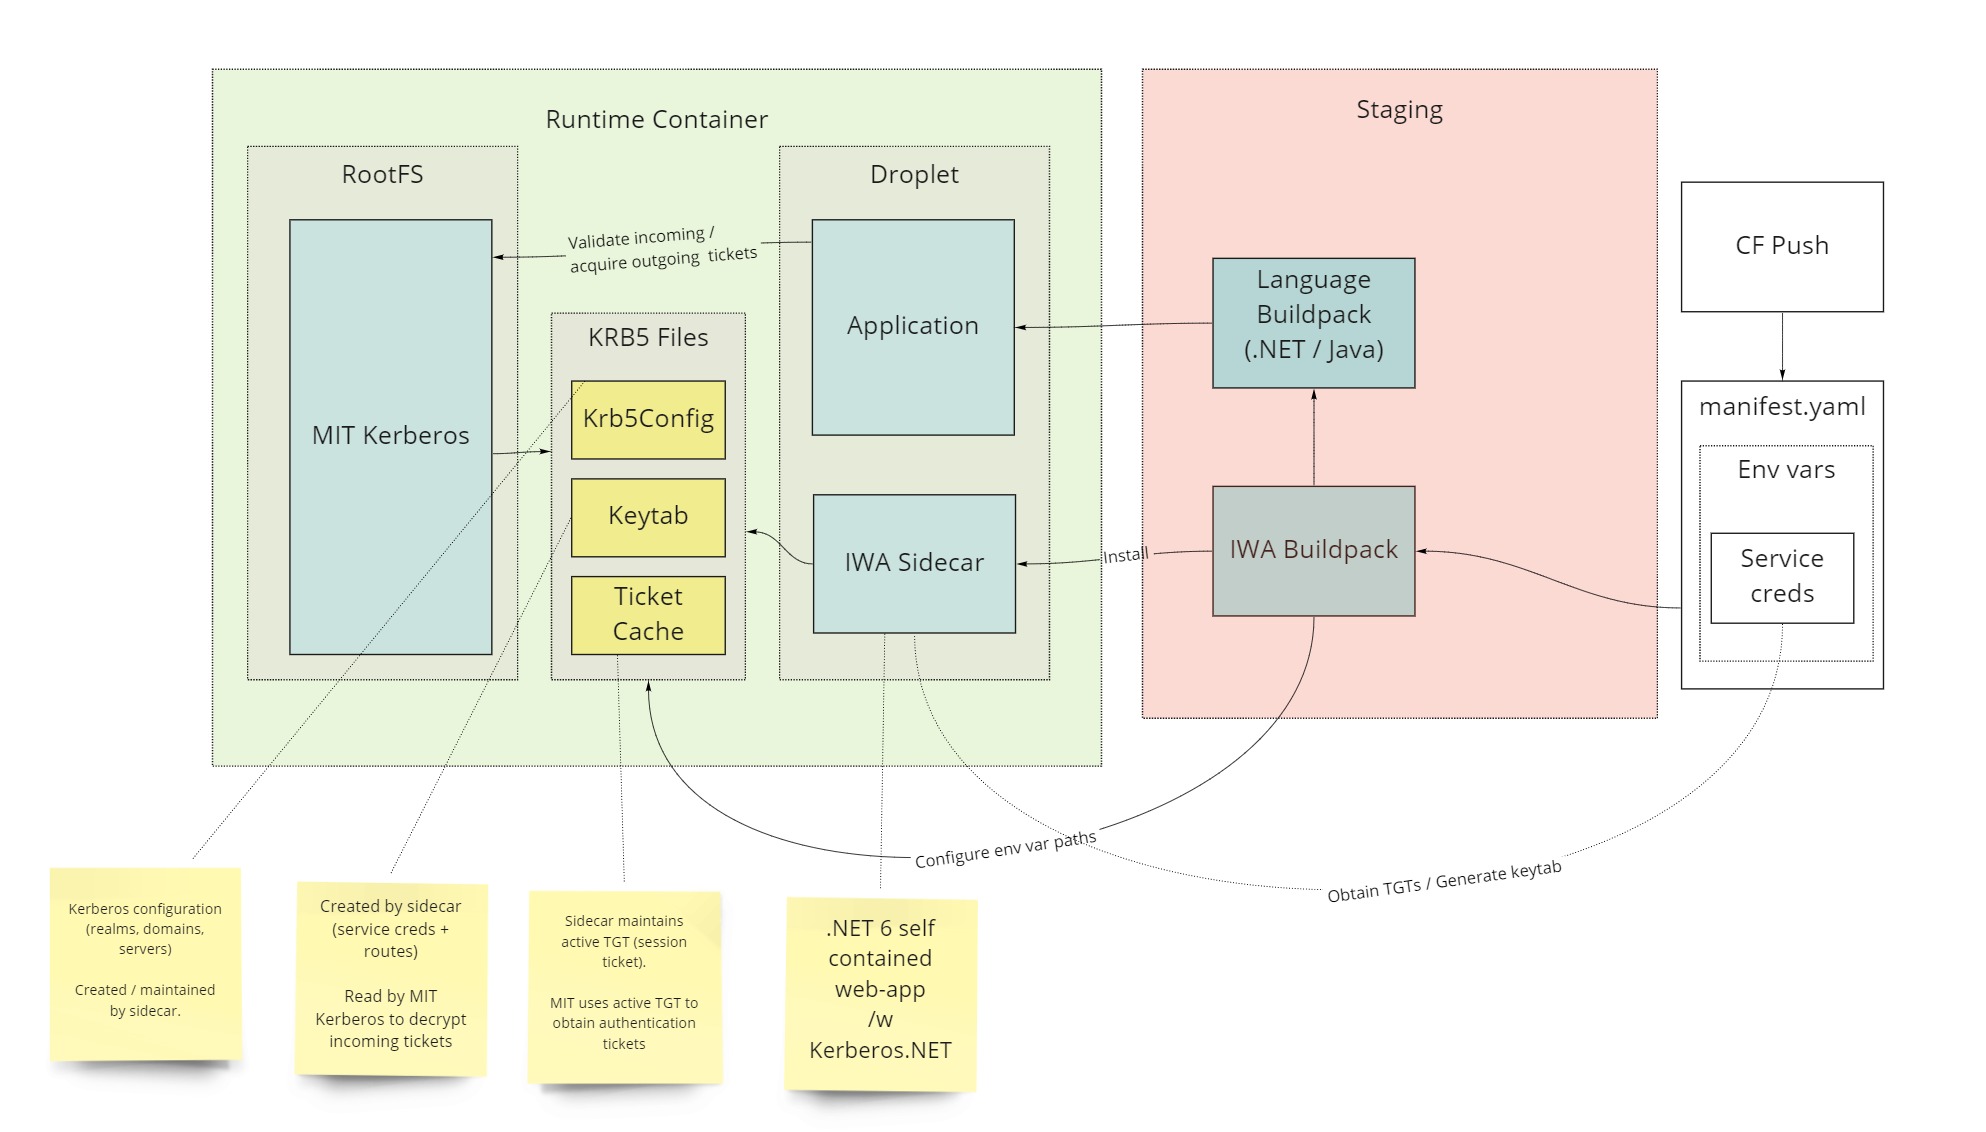 Runtime Container
RootFS
MIT Kerberos
Validate incoming /
acquire outgoing tickets
KRB5 Files
Krb5Config
Keytab
Ticket
Cache
Droplet
Application
IWA Sidecar
Install
Staging
Language
Buildpack
(.NET / Java)
IWA Buildpack
CF Push
manifest.yaml
Env vars
Service
creds
Configure env var paths
Obtain TGTs / Generate keytab
Kerberos configuration
(realms, domains,
servers)
Created / maintained
by sidecar.
Created by sidecar
(service creds +
routes)
Read by MIT
Kerberos to decrypt
incoming tickets
Sidecar maintains
active TGT (session
ticket).
MIT uses active TGT to
obtain authentication
tickets
.NET 6 self
contained
web-app
/w
Kerberos.NET